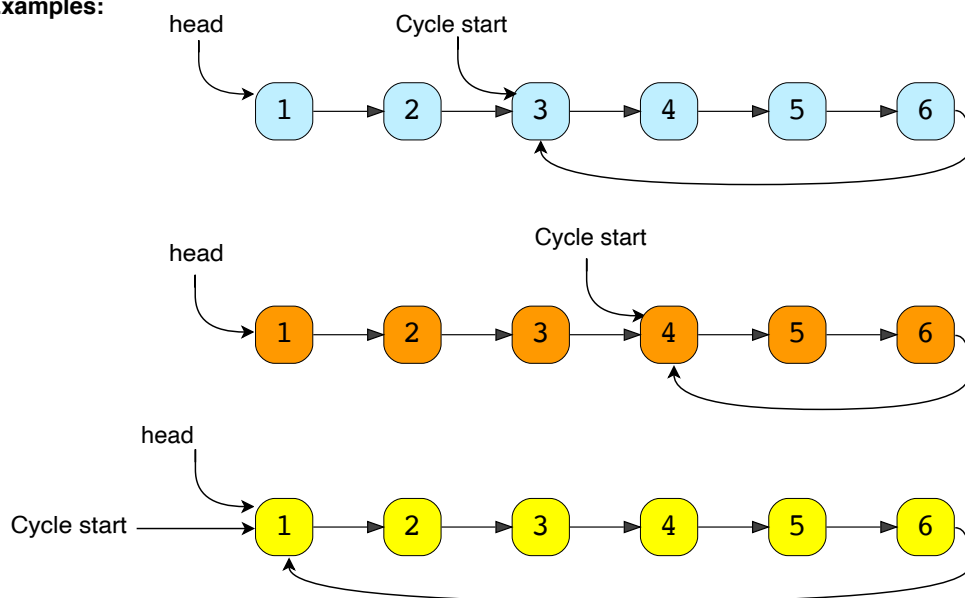 xamples:
head Cycle start
1 2 3 4 5 6
Cycle start
head
1 2 3 4 5 6
head
Cycle start 1 2 3 4 5 6